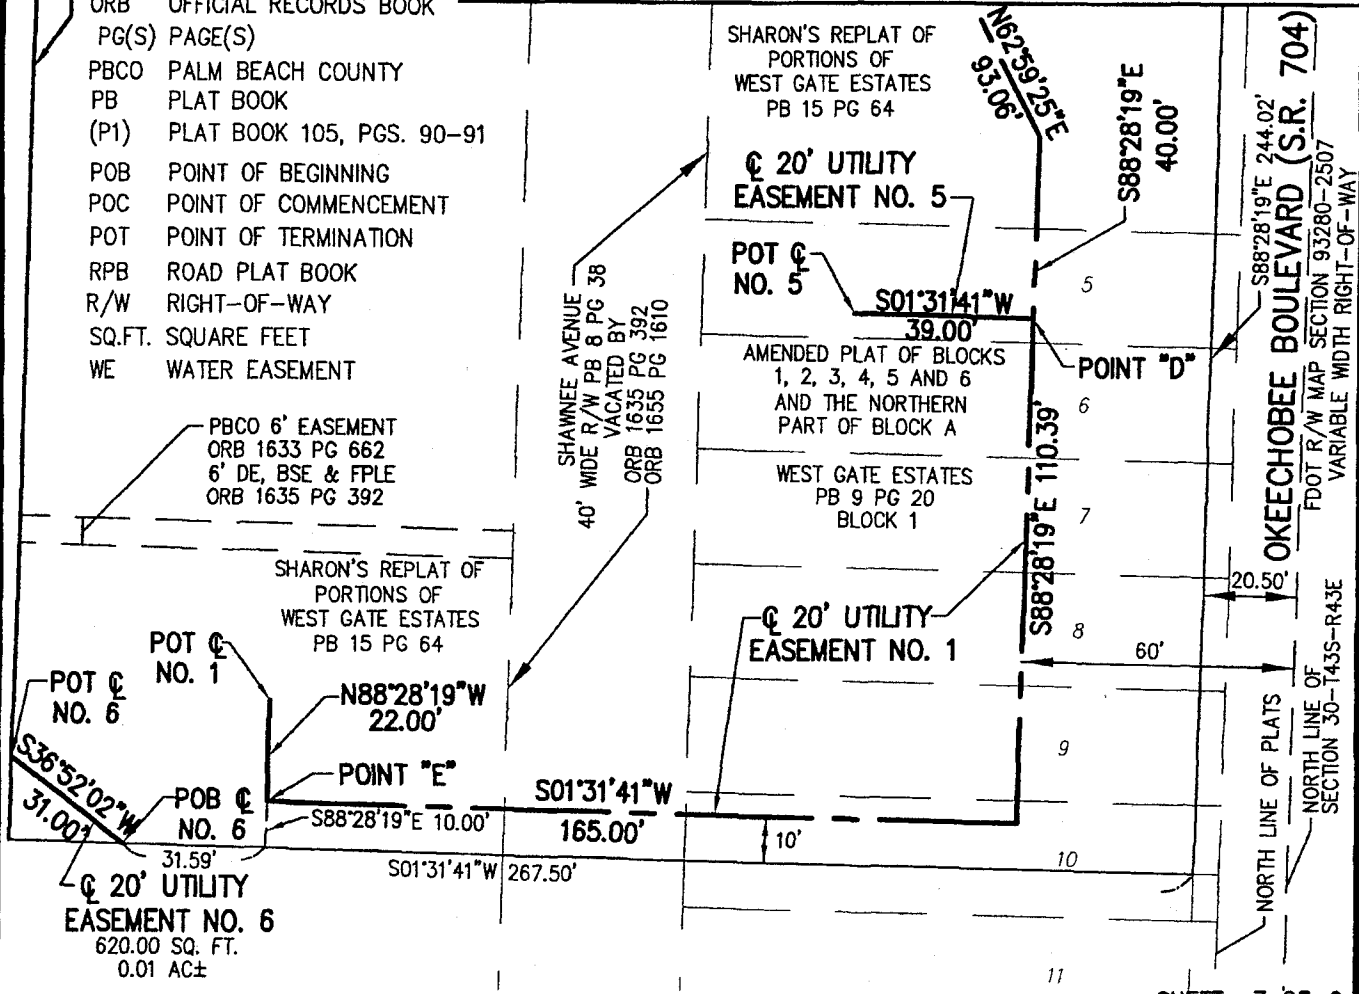 ORB OFFICIAL RECORDS BOOK
PG(S) PAGE(S)
PBCO PALM BEACH COUNTY
PB PLAT BOOK
(P1) PLAT BOOK 105, PGS. 90-91
POB POINT OF BEGINNING
POC POINT OF COMMENCEMENT
POT POINT OF TERMINATION
RPB ROAD PLAT BOOK
R/W RIGHT-OF-WAY
SQ.FT. SQUARE FEET
WE WATER EASEMENT
PBCO 6' EASEMENT
ORB 1633 PG 662
6' DE, BSE & FPLE
ORB 1635 PG 392
SHARON'S REPLAT OF
PORTIONS OF
WEST GATE ESTATES
PB 15 PG 64
POT ℄
NO. 1
POT ℄
NO. 6
N88°28'19"W
22.00'
POINT "E"
S36°52'02"W
31.00'
POB ℄
NO. 6
S88°28'19"E 10.00'
31.59'
℄ 20' UTILITY
EASEMENT NO. 6
620.00 SQ. FT.
0.01 AC±
S01°31'41"W
165.00'
S01°31'41"W 267.50'
10'
SHAWNEE AVENUE
40' WIDE R/W PB 8 PG 38
VACATED BY
ORB 1635 PG 392
ORB 1655 PG 1610
SHARON'S REPLAT OF
PORTIONS OF
WEST GATE ESTATES
PB 15 PG 64
℄ 20' UTILITY
EASEMENT NO. 5
POT ℄
NO. 5
S01°31'41"W
39.00'
AMENDED PLAT OF BLOCKS
1, 2, 3, 4, 5 AND 6
AND THE NORTHERN
PART OF BLOCK A
WEST GATE ESTATES
PB 9 PG 20
BLOCK 1
℄ 20' UTILITY
EASEMENT NO. 1
N62°59'25"E
93.06'
S88°28'19"E
40.00'
POINT "D"
S88°28'19"E 110.39'
5
6
7
8
9
10
11
60'
20.50'
S88°28'19"E 244.02'
OKEECHOBEE BOULEVARD (S.R. 704)
FDOT R/W MAP SECTION 93280-2507
VARIABLE WIDTH RIGHT-OF-WAY
NORTH LINE OF PLATS
NORTH LINE OF
SECTION 30-T43S-R43E